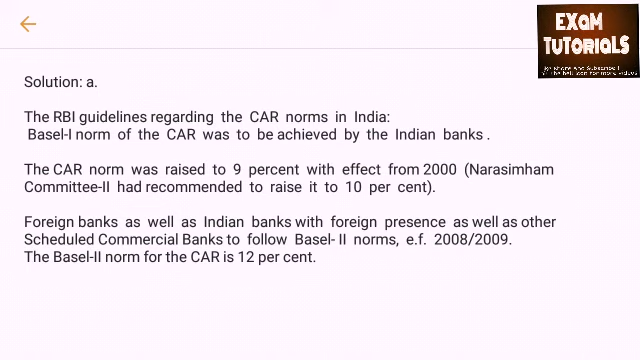 EXAM
TUTORIALS
Solution: a.
The RBI guidelines regarding the CAR norms in India:
Basel-I norm of the CAR was to be achieved by the Indian banks .
The CAR norm was raised to 9 percent with effect from 2000 (Narasimham
Committee-II had recommended to raise it to 10 per cent).
Foreign banks as well as Indian banks with foreign presence as well as other
Scheduled Commercial Banks to follow Basel- II norms, e.f. 2008/2009.
The Basel-II norm for the CAR is 12 per cent.